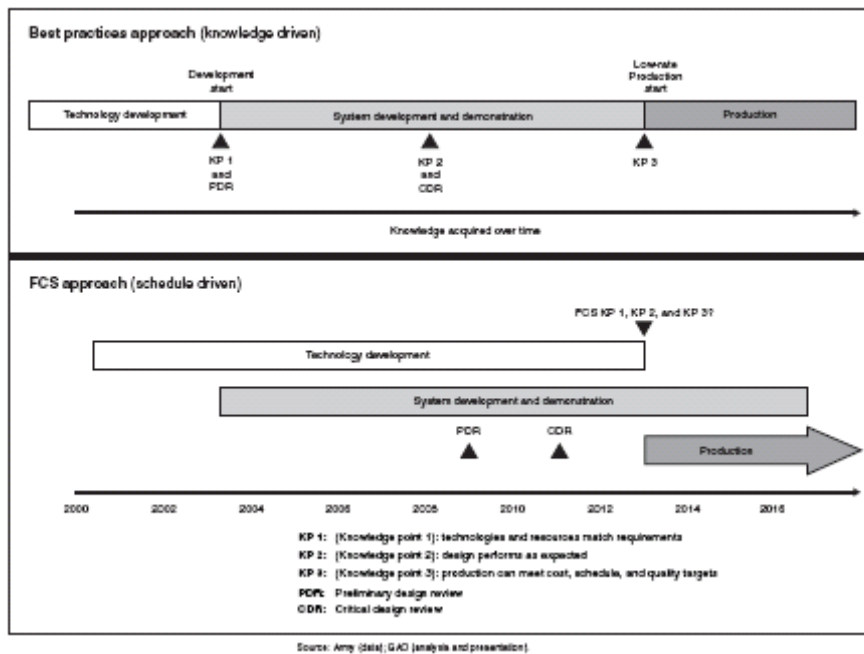 Best practices approach (knowledge driven)
Development
start
Low-rate
Production
start
Technology development
System development and demonstration
Production
KP 1
and
PDR
KP 2
and
CDR
KP 3
Knowledge acquired over time
FCS approach (schedule driven)
FCS KP 1, KP 2, and KP 3?
Technology development
System development and demonstration
PDR
CDR
Production
2000
2002
2004
2006
2008
2010
2012
2014
2016
KP 1: (Knowledge point 1): technologies and resources match requirements
KP 2: (Knowledge point 2): design performs as expected
KP 3: (Knowledge point 3): production can meet cost, schedule, and quality targets
PDR: Preliminary design review
CDR: Critical design review
Source: Army (data); GAO (analysis and presentation).